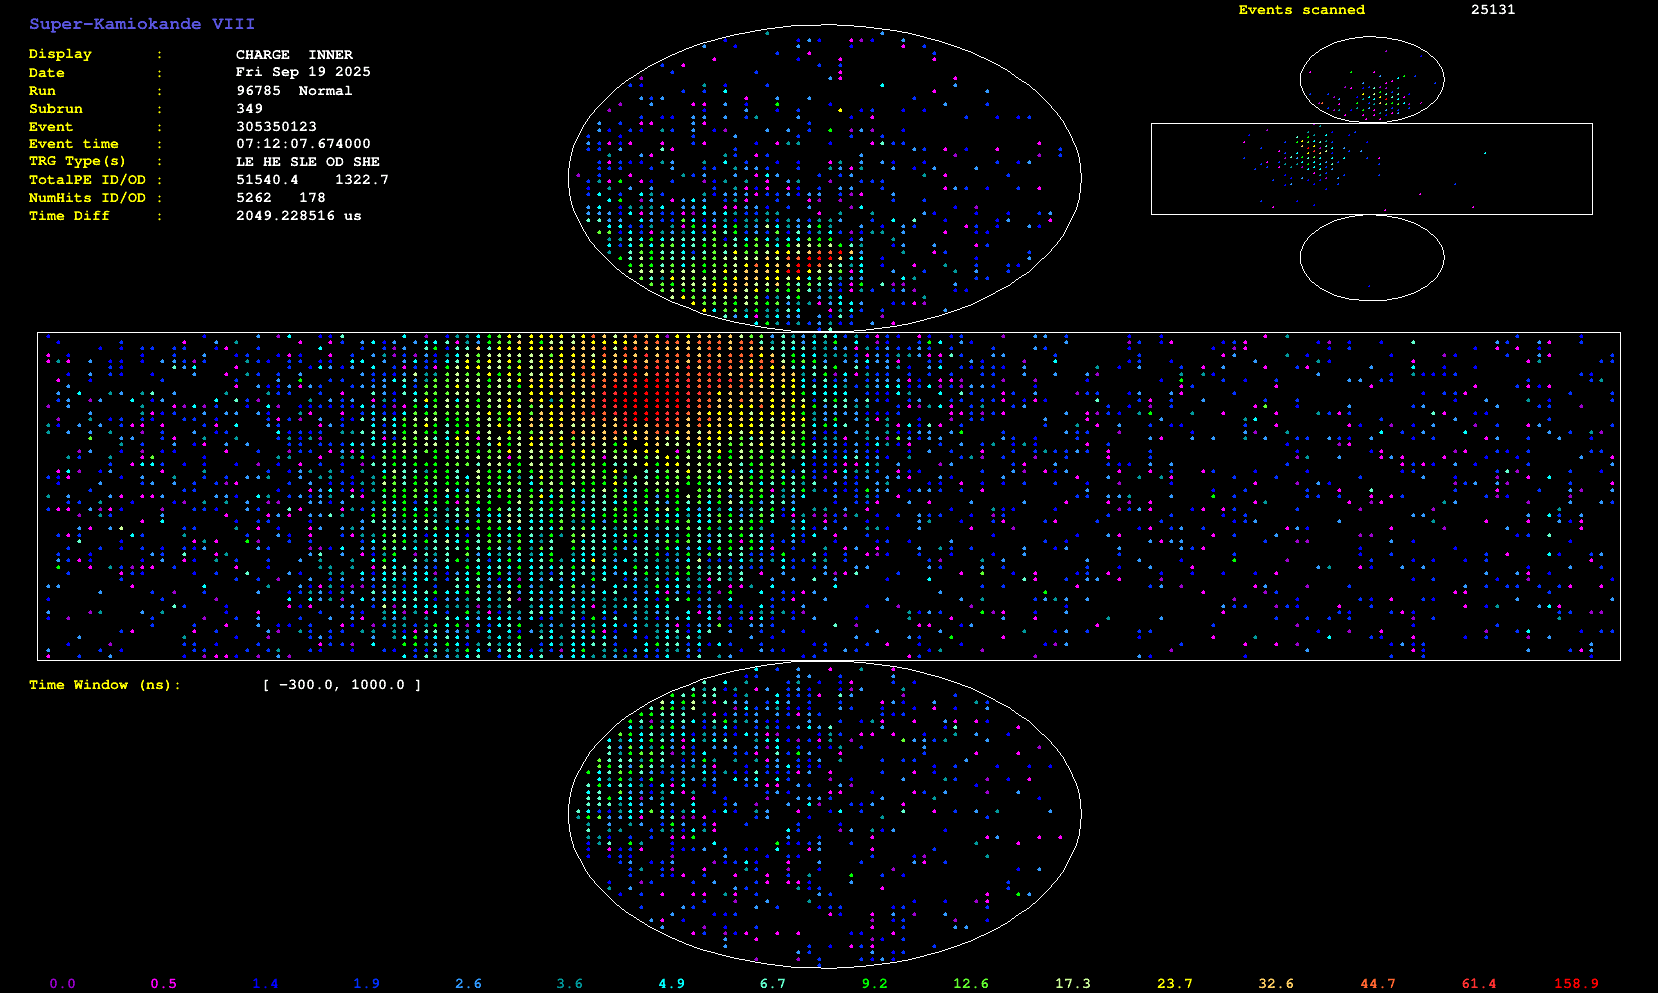 Super-Kamiokande VIII
Events scanned 25131
Display : CHARGE INNER
Date : Fri Sep 19 2025
Run : 96785 Normal
Subrun : 349
Event : 305350123
Event time : 07:12:07.674000
TRG Type(s) : LE HE SLE OD SHE
TotalPE ID/OD : 51540.4 1322.7
NumHits ID/OD : 5262 178
Time Diff : 2049.228516 us
Time Window (ns): [ -300.0, 1000.0 ]
0.0 0.5 1.4 1.9 2.6 3.6 4.9 6.7 9.2 12.6 17.3 23.7 32.6 44.7 61.4 158.9